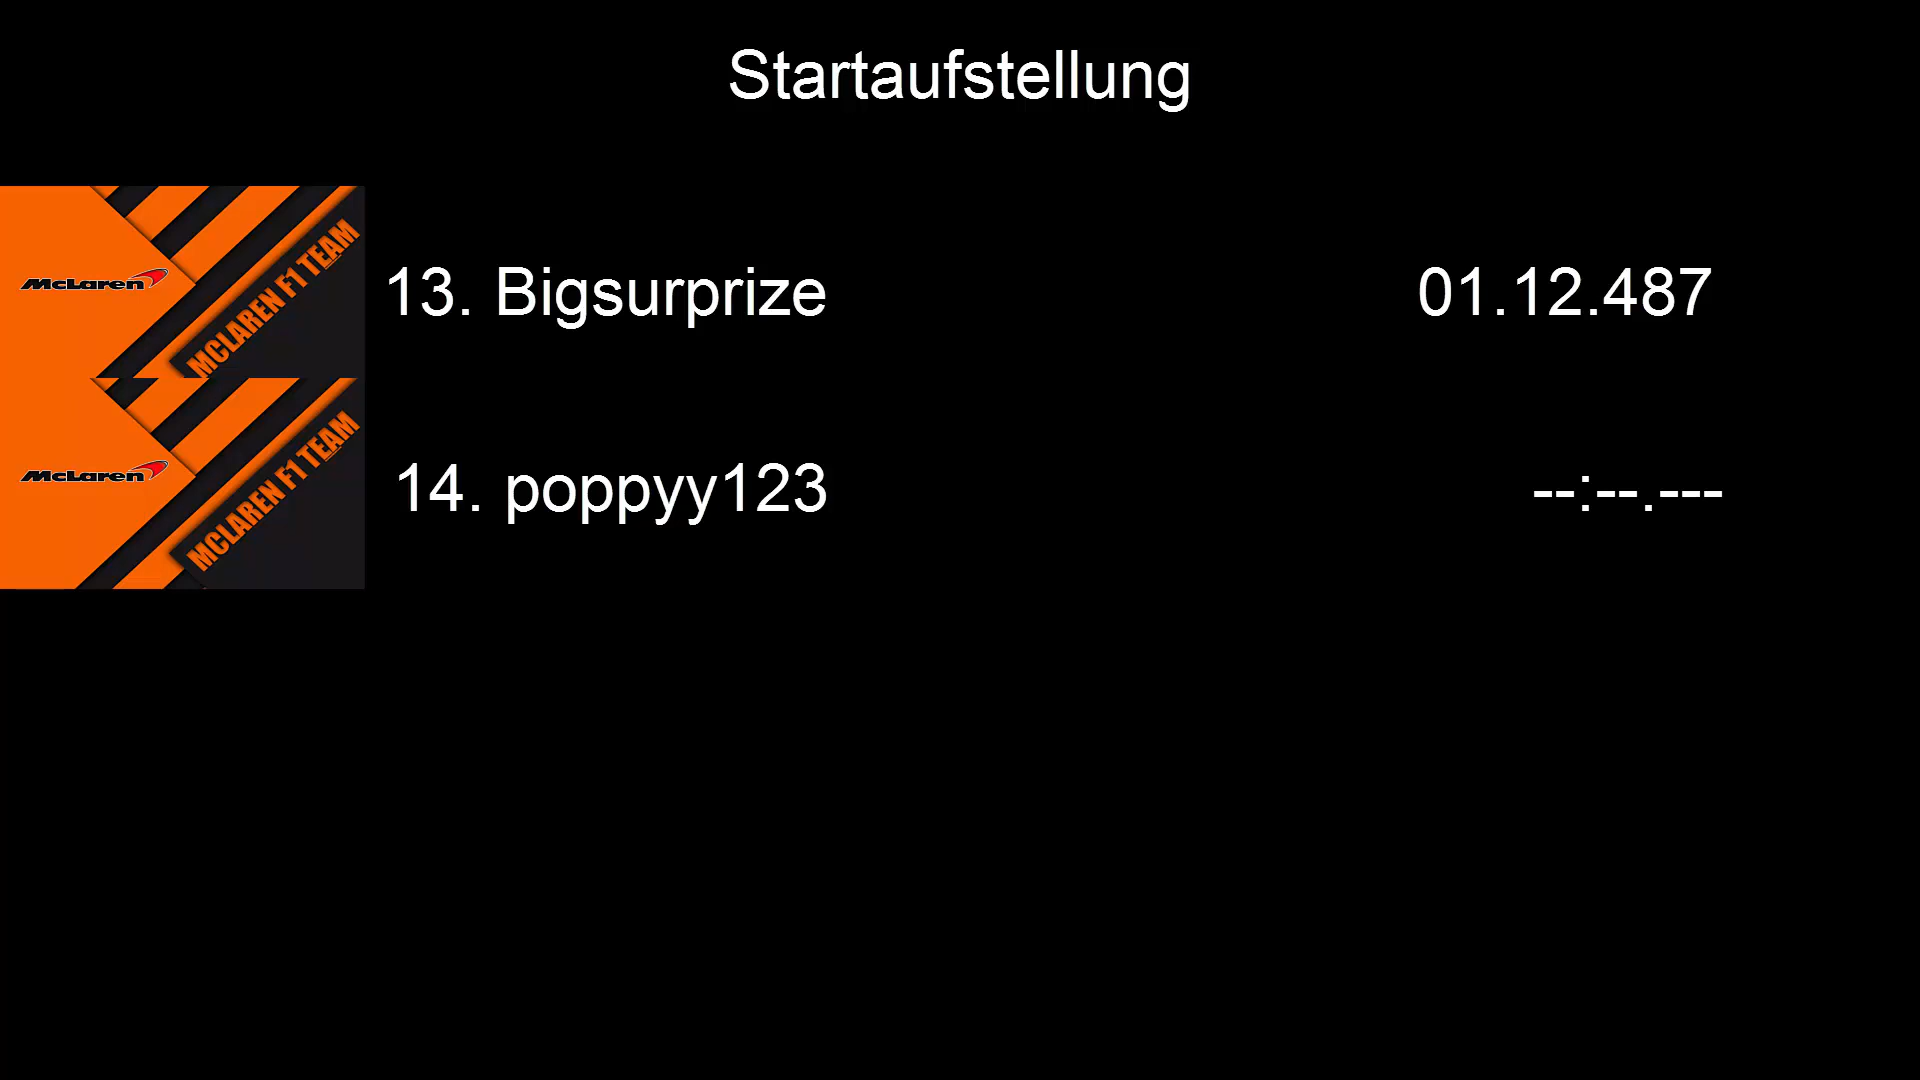 Startaufstellung
McLaren
MCLAREN F1 TEAM
13. Bigsurprize 01.12.487
McLaren
MCLAREN F1 TEAM
14. poppyy123 --:--.---